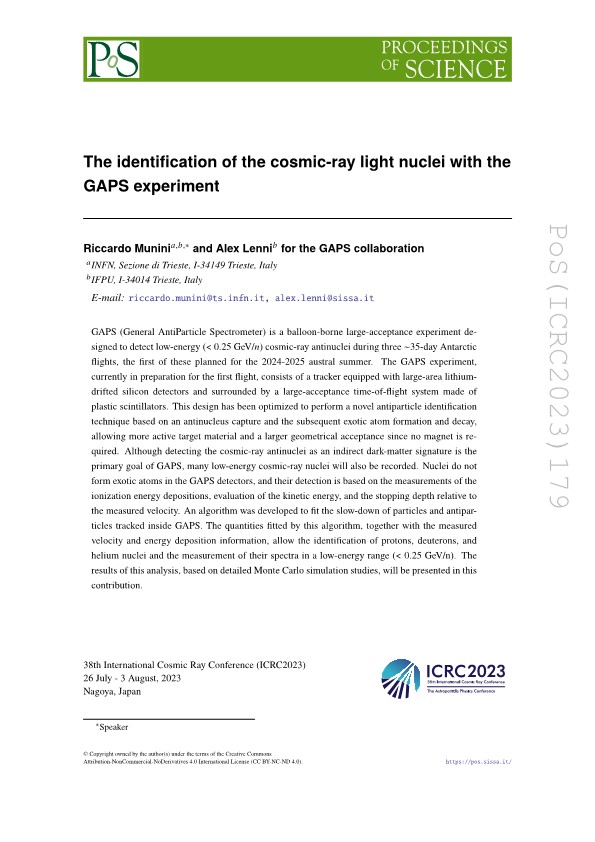 PoS
PROCEEDINGS
OF SCIENCE
The identification of the cosmic-ray light nuclei with the
GAPS experiment
Riccardo Munini𝑎,𝑏,∗ and Alex Lenni𝑏 for the GAPS collaboration
𝑎INFN, Sezione di Trieste, I-34149 Trieste, Italy
𝑏IFPU, I-34014 Trieste, Italy
E-mail: riccardo.munini@ts.infn.it, alex.lenni@sissa.it
GAPS (General AntiParticle Spectrometer) is a balloon-borne large-acceptance experiment de-
signed to detect low-energy (< 0.25 GeV/n) cosmic-ray antinuclei during three ~35-day Antarctic
flights, the first of these planned for the 2024-2025 austral summer. The GAPS experiment,
currently in preparation for the first flight, consists of a tracker equipped with large-area lithium-
drifted silicon detectors and surrounded by a large-acceptance time-of-flight system made of
plastic scintillators. This design has been optimized to perform a novel antiparticle identification
technique based on an antinucleus capture and the subsequent exotic atom formation and decay,
allowing more active target material and a larger geometrical acceptance since no magnet is re-
quired. Although detecting the cosmic-ray antinucleus as an indirect dark-matter signature is the
primary goal of GAPS, many low-energy cosmic-ray nuclei will also be recorded. Nuclei do not
form exotic atoms in the GAPS detectors, and their detection is based on the measurements of the
ionization energy depositions, evaluation of the kinetic energy, and the stopping depth relative to
the measured velocity. An algorithm was developed to fit the slow-down of particles and antipar-
ticles tracked inside GAPS. The quantities fitted by this algorithm, together with the measured
velocity and energy deposition information, allow the identification of protons, deuterons, and
helium nuclei and the measurement of their spectra in a low-energy range (< 0.25 GeV/n). The
results of this analysis, based on detailed Monte Carlo simulation studies, will be presented in this
contribution.
38th International Cosmic Ray Conference (ICRC2023)
26 July - 3 August, 2023
Nagoya, Japan
ICRC2023
38th International Cosmic Ray Conference
The Astroparticle Physics Conference
∗Speaker
© Copyright owned by the author(s) under the terms of the Creative Commons
Attribution-NonCommercial-NoDerivatives 4.0 International License (CC BY-NC-ND 4.0).
https://pos.sissa.it/
PoS(ICRC2023)179